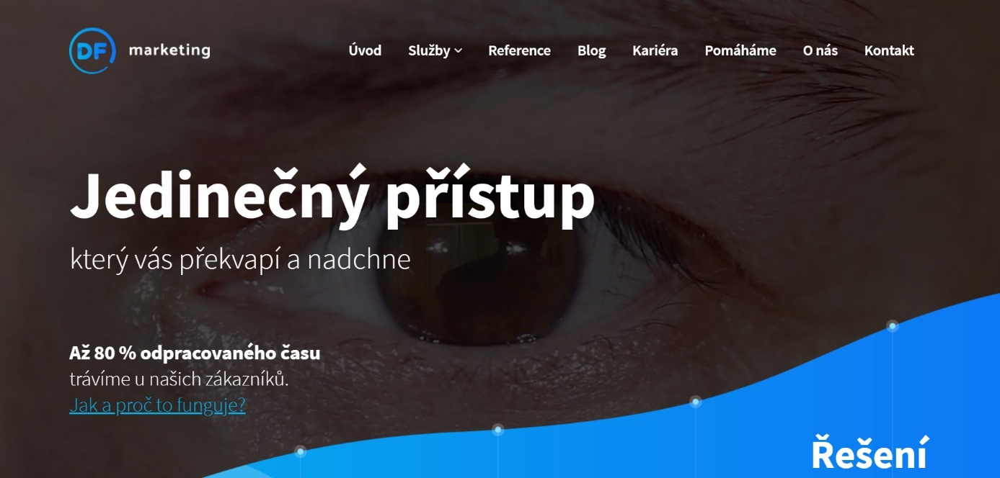 DF marketing
Úvod Služby Reference Blog Kariéra Pomáháme O nás Kontakt
Jedinečný přístup
který vás překvapí a nadchne
Až 80 % odpracovaného času
trávíme u našich zákazníků.
Jak a proč to funguje?
Řešení